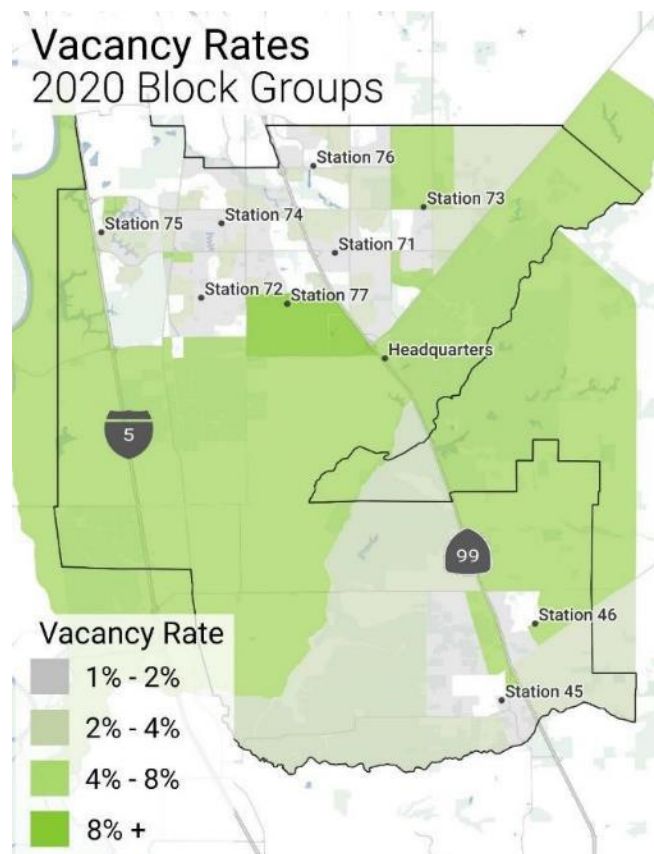 Vacancy Rates
2020 Block Groups
Station 76
Station 73
Station 74
Station 75
Station 71
Station 72
Station 77
Headquarters
5
99
Station 46
Station 45
Vacancy Rate
1% - 2%
2% - 4%
4% - 8%
8% +